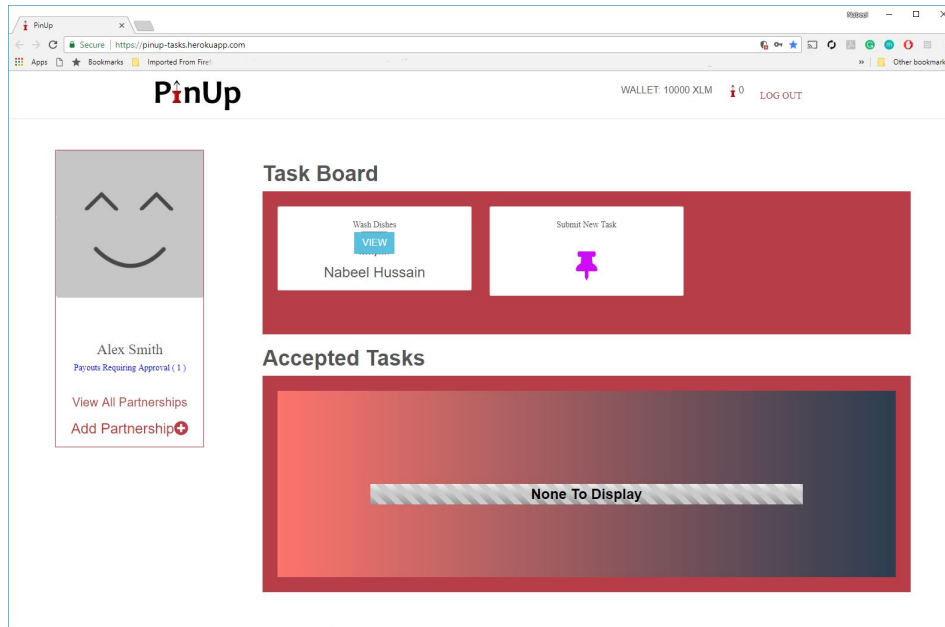 Nabeel
PinUp
Secure | https://pinup-tasks.herokuapp.com
Apps Bookmarks Imported From Firef
» Other bookmark
PinUp
WALLET: 10000 XLM 0 LOG OUT
Task Board
Wash Dishes
VIEW
Nabeel Hussain
Submit New Task
Alex Smith
Payouts Requiring Approval ( 1 )
View All Partnerships
Add Partnership
Accepted Tasks
None To Display